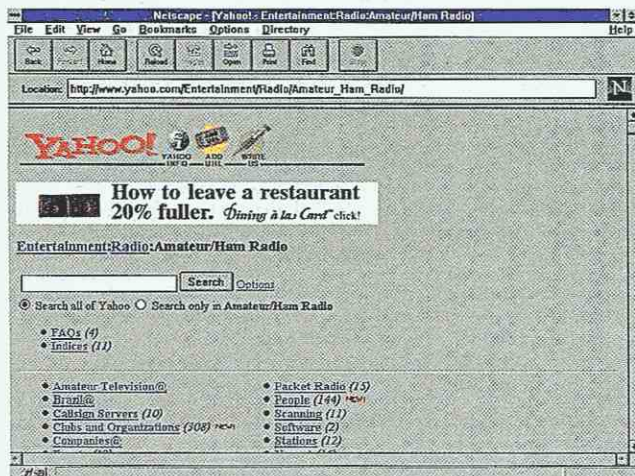 Netscape - [Yahoo! - Entertainment:Radio:Amateur/Ham Radio]
File Edit View Go Bookmarks Options Directory Help
Back Forward Home Reload Open Print Find
Location: http://www.yahoo.com/Entertainment/Radio/Amateur_Ham_Radio/
N
YAHOO!
YAHOO INFO ADD URL WRITE US
How to leave a restaurant
20% fuller. Dining à la Card click!
Entertainment:Radio:Amateur/Ham Radio
Search Options
Search all of Yahoo Search only in Amateur/Ham Radio
FAQs (4)
Indices (11)
Amateur Television@
Brazil@
Callsign Servers (10)
Clubs and Organizations (308) NEW!
Companies@
Packet Radio (15)
People (144) NEW!
Scanning (11)
Software (2)
Stations (12)